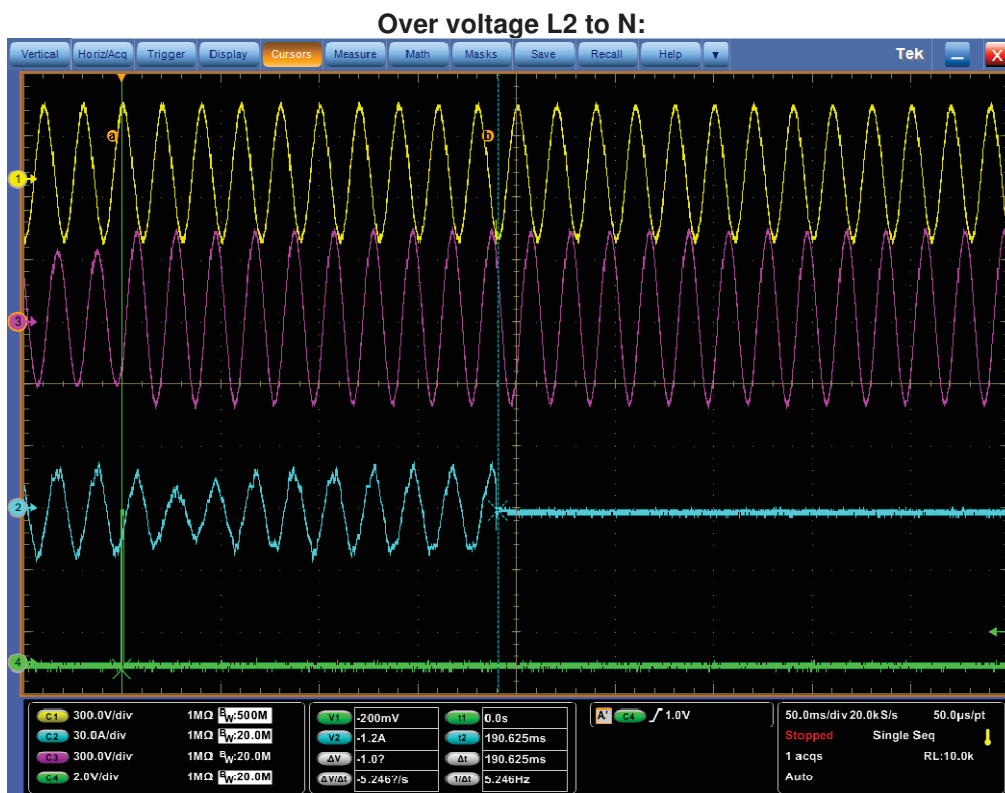 Over voltage L2 to N:
Vertical Horiz/Acq Trigger Display Cursors Measure Math Masks Save Recall Help ▼ Tek – X
a b
1
3
2
4
C1 300.0V/div 1MΩ BW:500M
C2 30.0A/div 1MΩ BW:20.0M
C3 300.0V/div 1MΩ BW:20.0M
C4 2.0V/div 1MΩ BW:20.0M
V1 -200mV t1 0.0s
V2 -1.2A t2 190.625ms
ΔV -1.0? Δt 190.625ms
ΔV/Δt -5.246?/s 1/Δt 5.246Hz
A' C4 1.0V
50.0ms/div 20.0kS/s 50.0µs/pt
Stopped Single Seq
1 acqs RL:10.0k
Auto